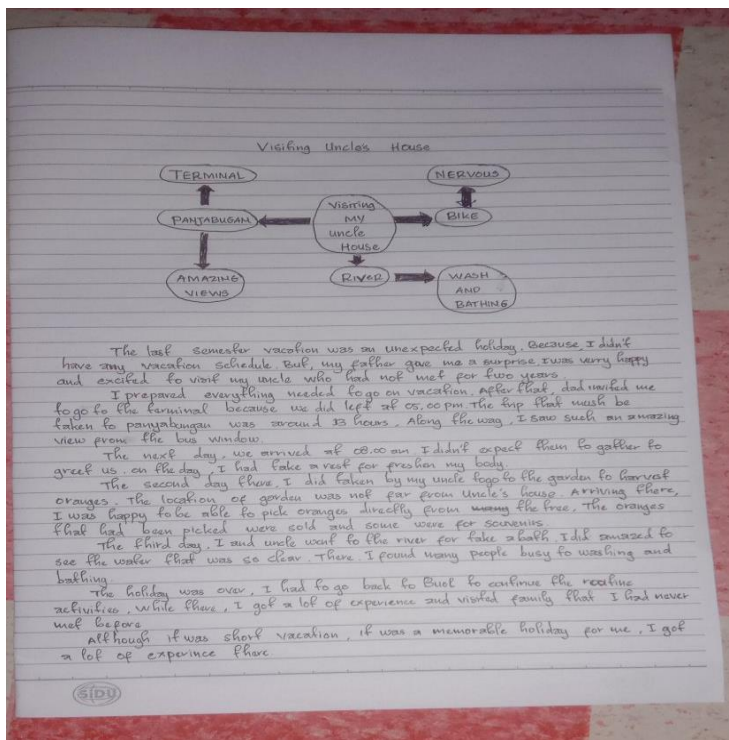 Visiting Uncle's House
TERMINAL
NERVOUS
PANJABUGAN
Visiting
MY
uncle
House
BIKE
AMAZING
VIEWS
RIVER
WASH
AND
BATHING
The last semester vacation was an unexpected holiday. Because I didn't
have any vacation schedule. But, my father gave me a surprise I was verry happy
and excited to visit my uncle who had not met for two years.
I prepared everything needed to go on vacation. After that, dad invited me
to go to the terminal because we did left at 05.00 pm. The trip that mush be
taken to panyabungan was around 13 hours. Along the way, I saw such an amazing
view from the bus window.
The next day, we arrived at 08.00 am. I didn't expect them to gather to
greet us. on the day, I had take a rest for freshen my body.
The second day there, I did taken by my uncle to go to the garden to harvst
oranges. The location of garden was not far from uncle's house. Arriving there,
I was happy to be able to pick oranges directly from the tree. The oranges
that had been picked were sold and some were for souvenirs
The third day, I and uncle went to the river for take a bath. I did amazed to
see the water that was so clear. There. I found many people busy to washing and
bathing.
The holiday was over, I had to go back to to continue the routine
activities, while there, I got a lot of experience and visited family that I had never
met before
Although it was short vacation, it was a memorable holiday for me, I got
a lot of experince there
SIDU